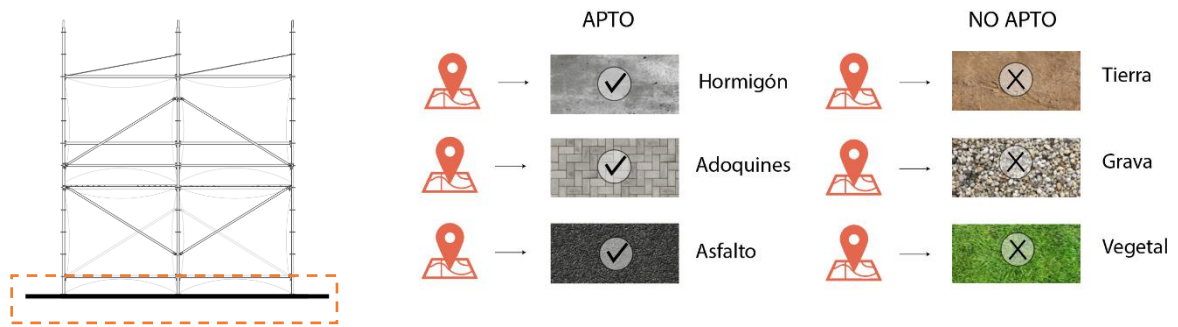 APTO
NO APTO
Hormigón
Tierra
Adoquines
Grava
Asfalto
Vegetal